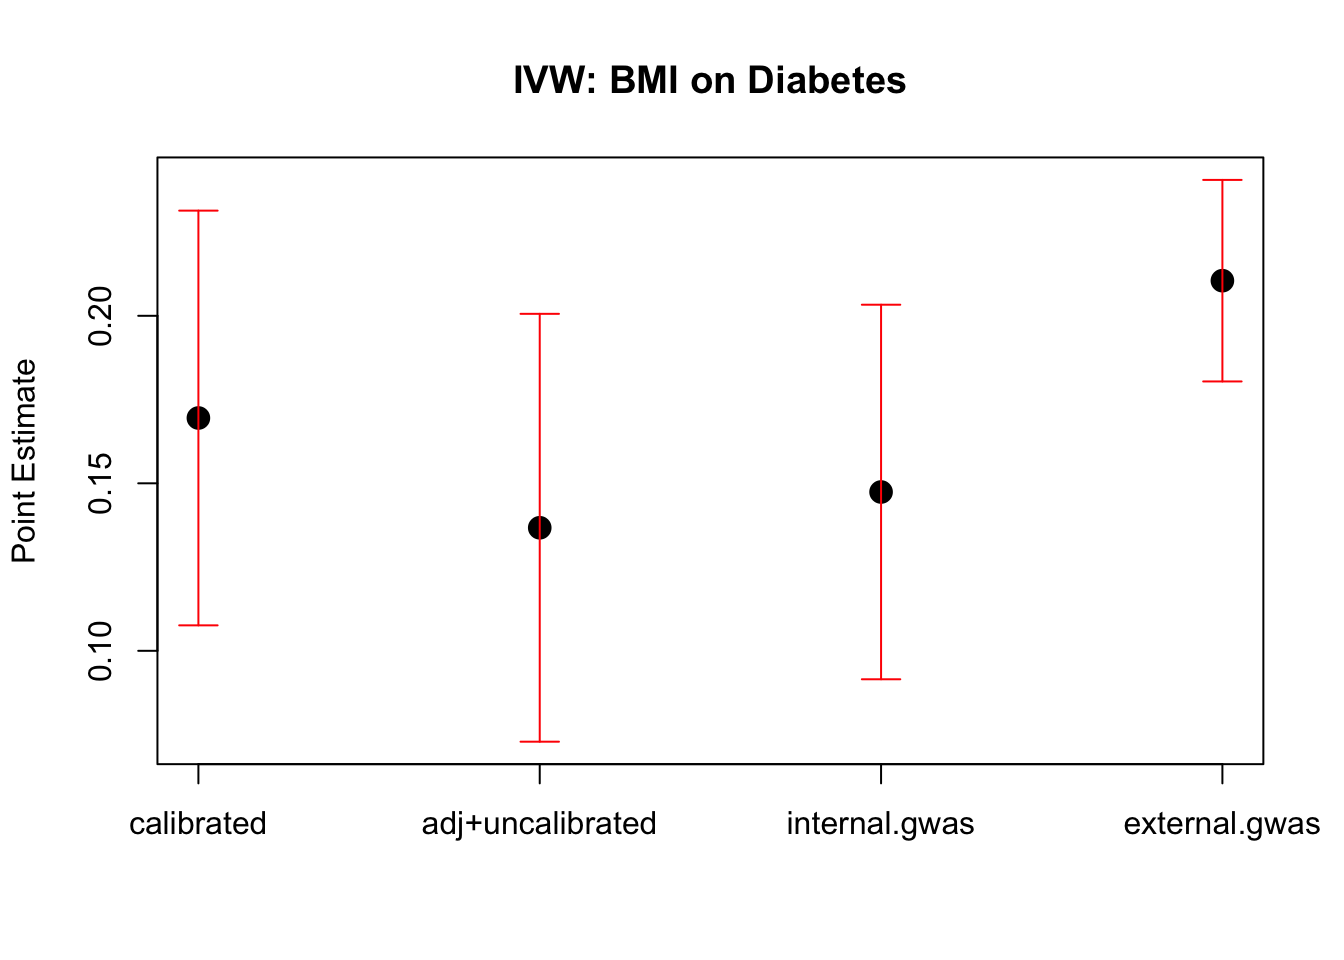 IVW: BMI on Diabetes
Point Estimate
0.20
0.15
0.10
calibrated
adj+uncalibrated
internal.gwas
external.gwas